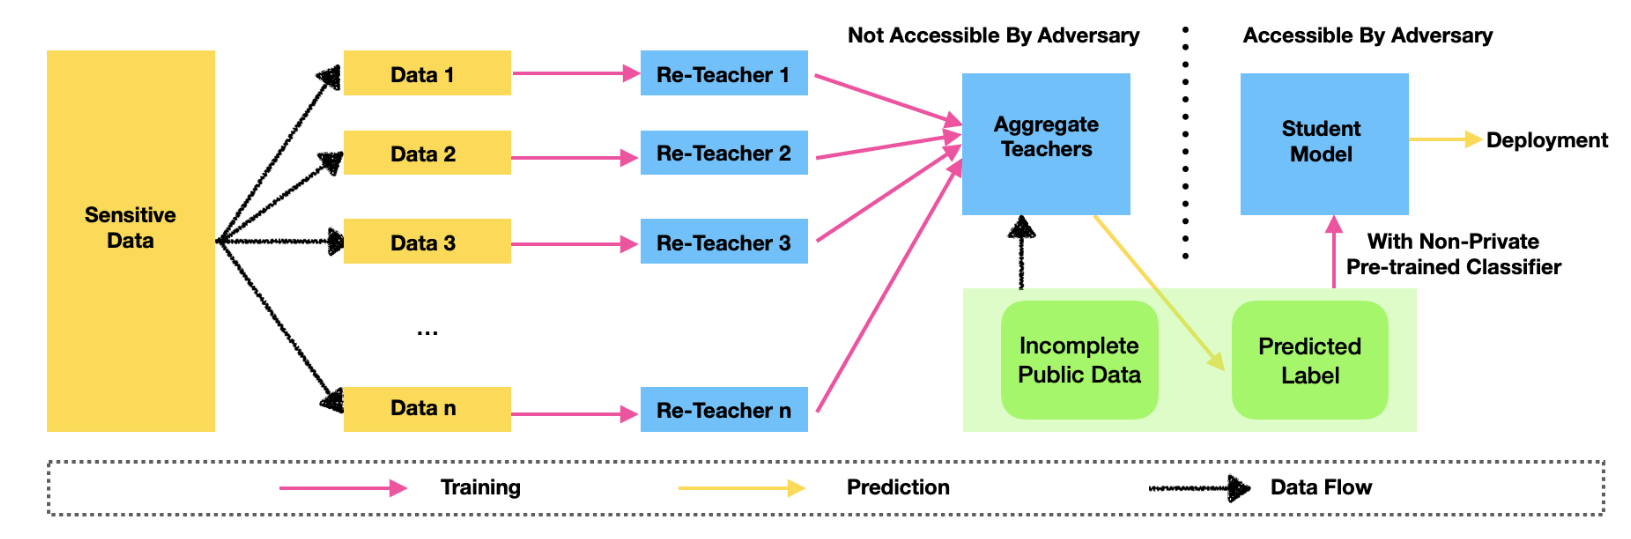 Not Accessible By Adversary
Accessible By Adversary
Sensitive
Data
Data 1
Data 2
Data 3
...
Data n
Re-Teacher 1
Re-Teacher 2
Re-Teacher 3
Re-Teacher n
Aggregate
Teachers
Student
Model
Deployment
With Non-Private
Pre-trained Classifier
Incomplete
Public Data
Predicted
Label
Training
Prediction
Data Flow